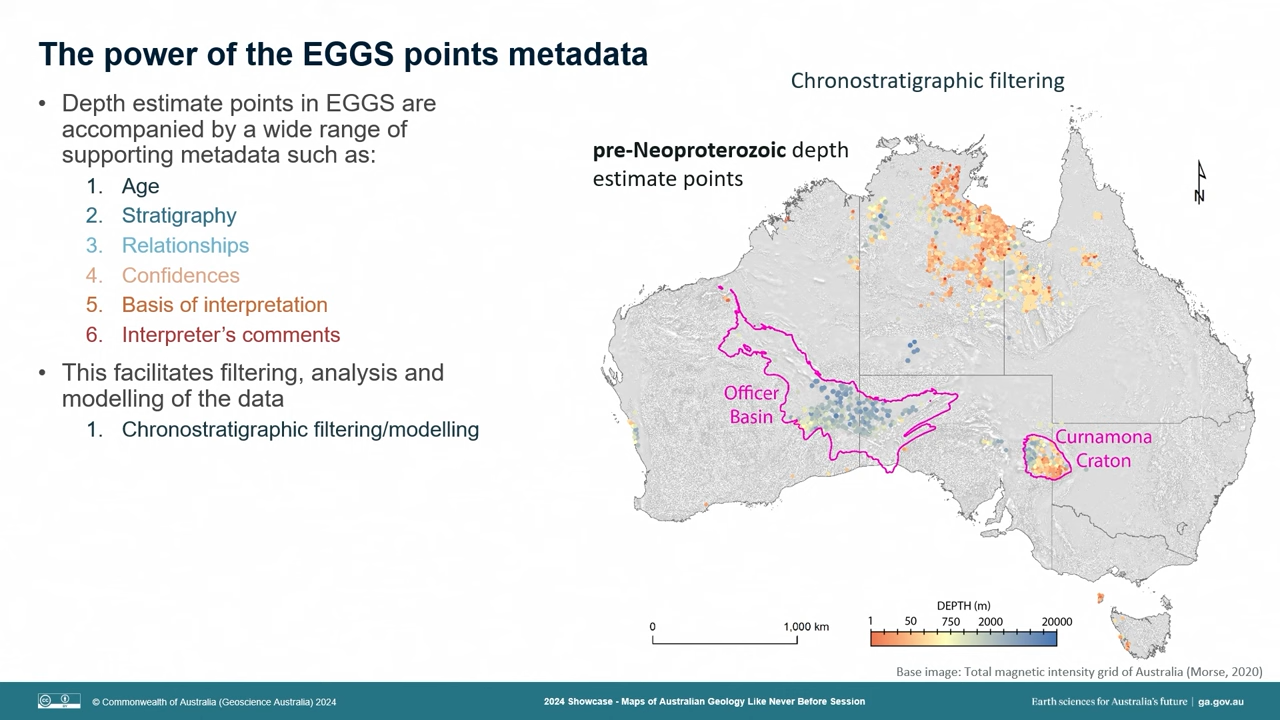 The power of the EGGS points metadata
• Depth estimate points in EGGS are
accompanied by a wide range of
supporting metadata such as:
1. Age
2. Stratigraphy
3. Relationships
4. Confidences
5. Basis of interpretation
6. Interpreter's comments
• This facilitates filtering, analysis and
modelling of the data
1. Chronostratigraphic filtering/modelling
Chronostratigraphic filtering
pre-Neoproterozoic depth
estimate points
N
Officer
Basin
Curnamona
Craton
0 1,000 km
DEPTH (m)
1 50 750 2000 20000
Base image: Total magnetic intensity grid of Australia (Morse, 2020)
© Commonwealth of Australia (Geoscience Australia) 2024
2024 Showcase - Maps of Australian Geology Like Never Before Session
Earth sciences for Australia's future | ga.gov.au